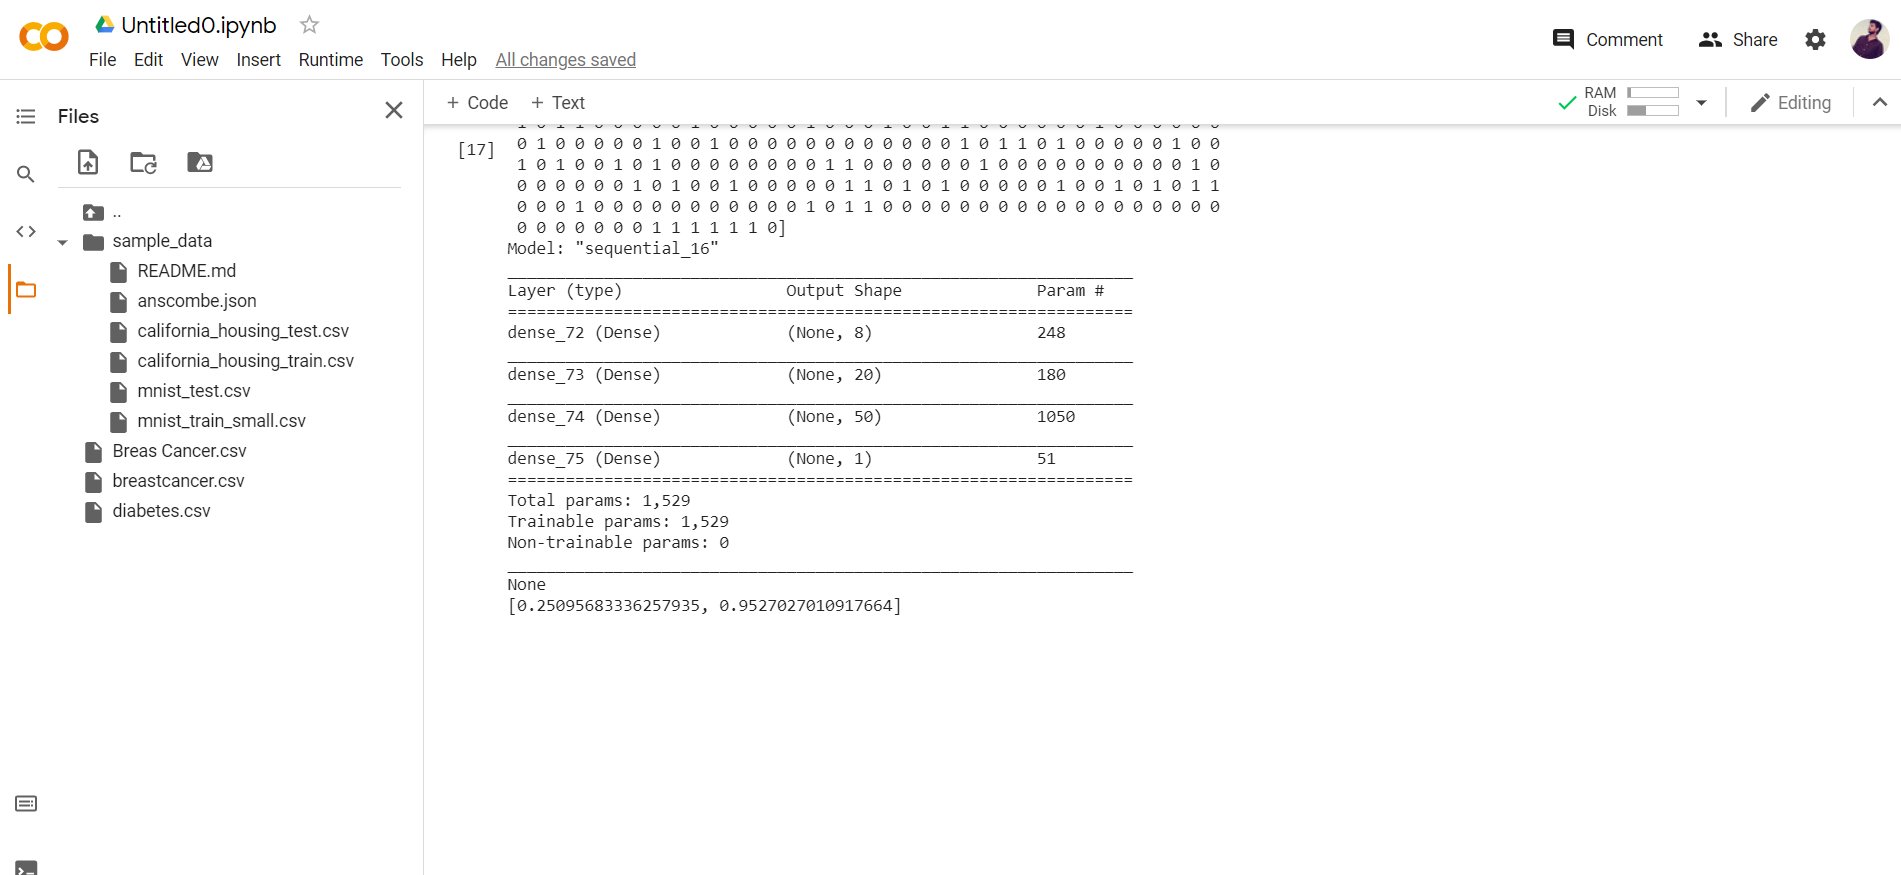 Untitled0.ipynb
File Edit View Insert Runtime Tools Help All changes saved
Comment Share
Files
+ Code + Text
RAM
Disk
Editing
..
sample_data
README.md
anscombe.json
california_housing_test.csv
california_housing_train.csv
mnist_test.csv
mnist_train_small.csv
Breas Cancer.csv
breastcancer.csv
diabetes.csv
[17]
0 1 0 0 0 0 0 1 0 0 1 0 0 0 0 0 0 0 0 0 0 0 0 1 0 1 1 0 1 0 0 0 0 0 1 0 0
1 0 1 0 0 1 0 1 0 0 0 0 0 0 0 0 1 1 0 0 0 0 0 0 1 0 0 0 0 0 0 0 0 0 0 1 0
0 0 0 0 0 0 1 0 1 0 0 1 0 0 0 0 0 1 1 0 1 0 1 0 0 0 0 0 1 0 0 1 0 1 0 1 1
0 0 0 1 0 0 0 0 0 0 0 0 0 0 0 1 0 1 1 0 0 0 0 0 0 0 0 0 0 0 0 0 0 0 0 0 0
0 0 0 0 0 0 0 1 1 1 1 1 1 0]
Model: "sequential_16"
Layer (type) Output Shape Param #
dense_72 (Dense) (None, 8) 248
dense_73 (Dense) (None, 20) 180
dense_74 (Dense) (None, 50) 1050
dense_75 (Dense) (None, 1) 51
Total params: 1,529
Trainable params: 1,529
Non-trainable params: 0
None
[0.25095683336257935, 0.9527027010917664]